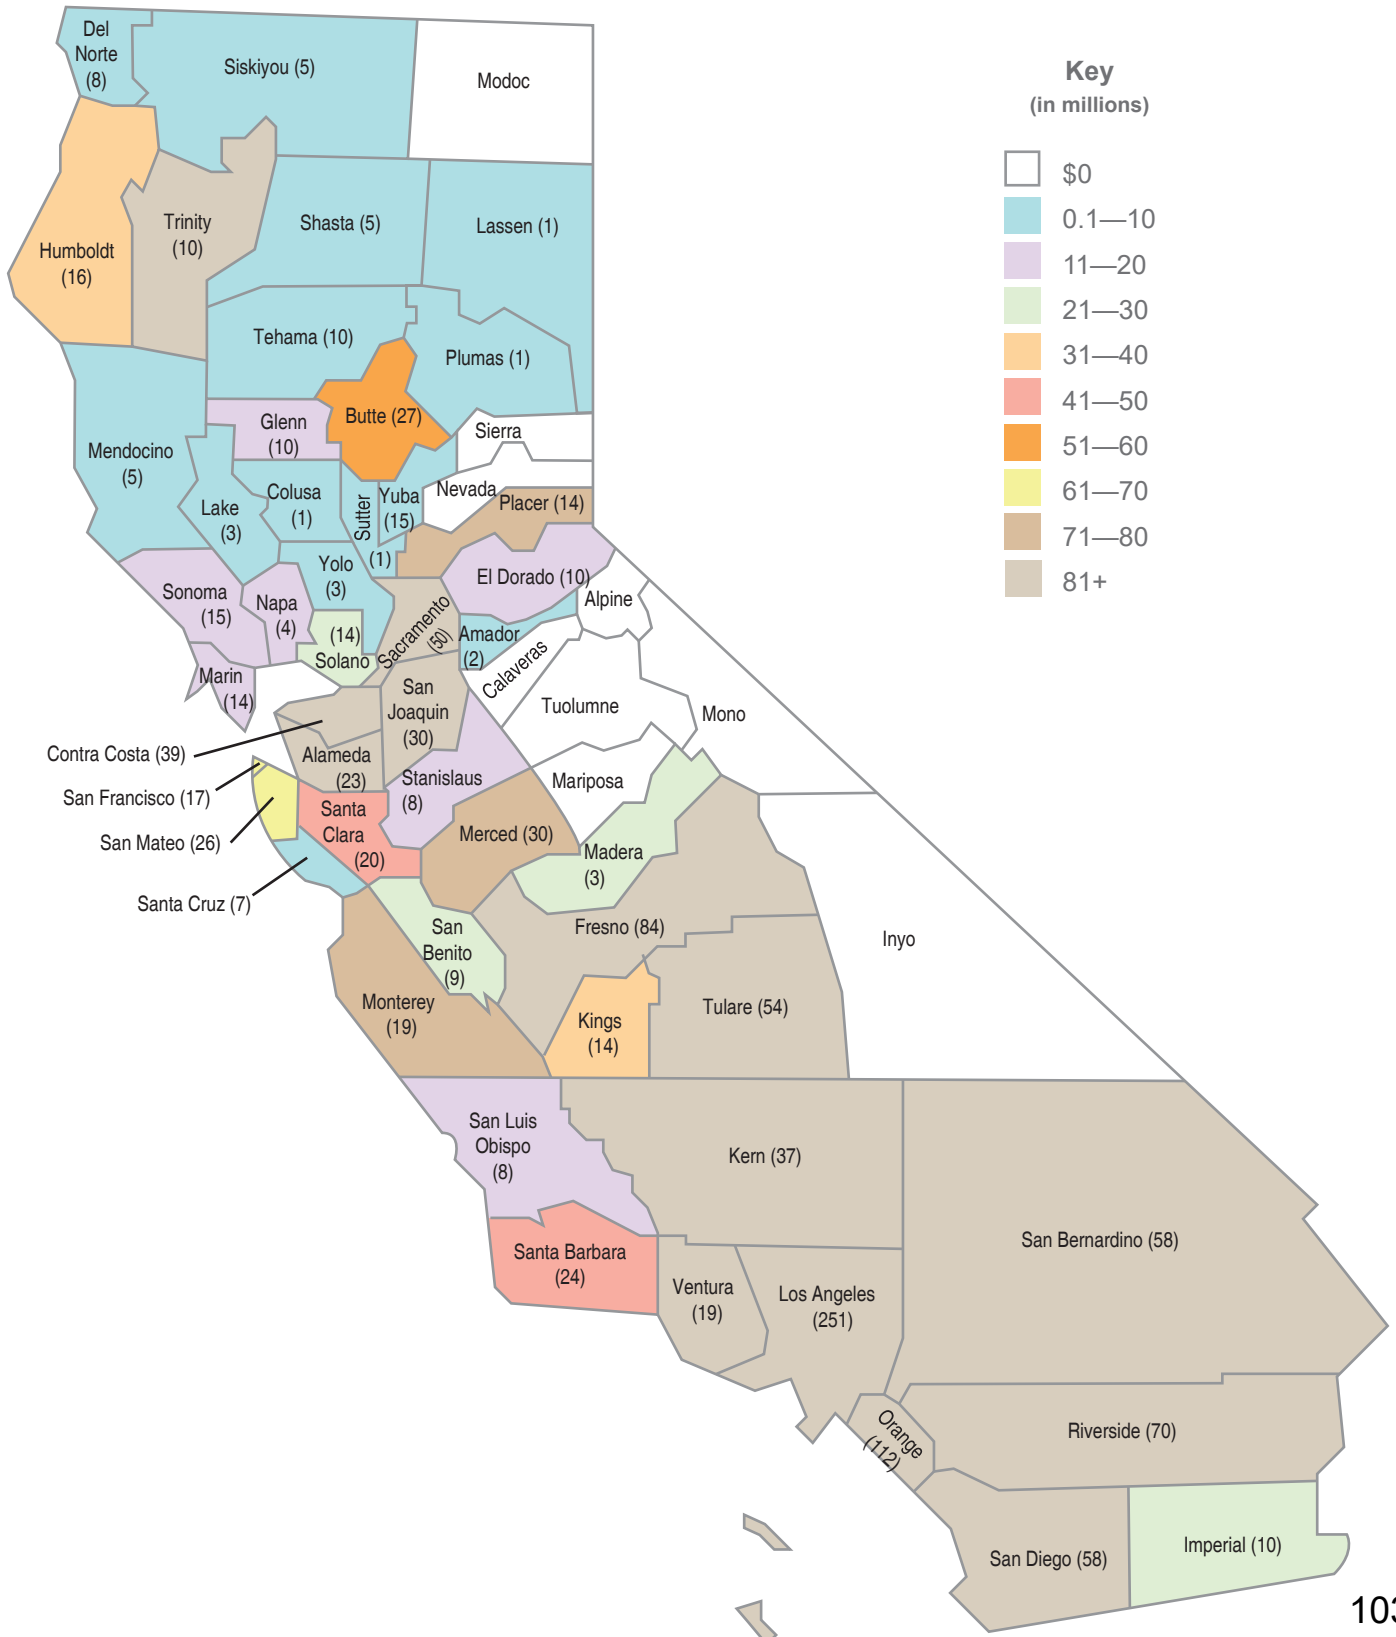 Del
Norte
(8)
Siskiyou (5)
Modoc
Key
(in millions)
$0
0.1—10
11—20
21—30
31—40
41—50
51—60
61—70
71—80
81+
Humboldt
(16)
Trinity
(10)
Shasta (5)
Lassen (1)
Tehama (10)
Plumas (1)
Butte (27)
Glenn
(10)
Sierra
Mendocino
(5)
Lake
(3)
Colusa
(1)
Sutter
(1)
Yuba
(15)
Nevada
Placer (14)
Yolo
(3)
El Dorado (10)
Sonoma
(15)
Napa
(4)
(14)
Solano
Sacramento
(50)
Amador
(2)
Alpine
Calaveras
Marin
(14)
San
Joaquin
(30)
Tuolumne
Mono
Contra Costa (39)
Alameda
(23)
Stanislaus
(8)
Mariposa
San Francisco (17)
San Mateo (26)
Santa
Clara
(20)
Merced (30)
Madera
(3)
Santa Cruz (7)
San
Benito
(9)
Fresno (84)
Inyo
Monterey
(19)
Kings
(14)
Tulare (54)
San Luis
Obispo
(8)
Kern (37)
San Bernardino (58)
Santa Barbara
(24)
Ventura
(19)
Los Angeles
(251)
Orange
(112)
Riverside (70)
San Diego (58)
Imperial (10)
103